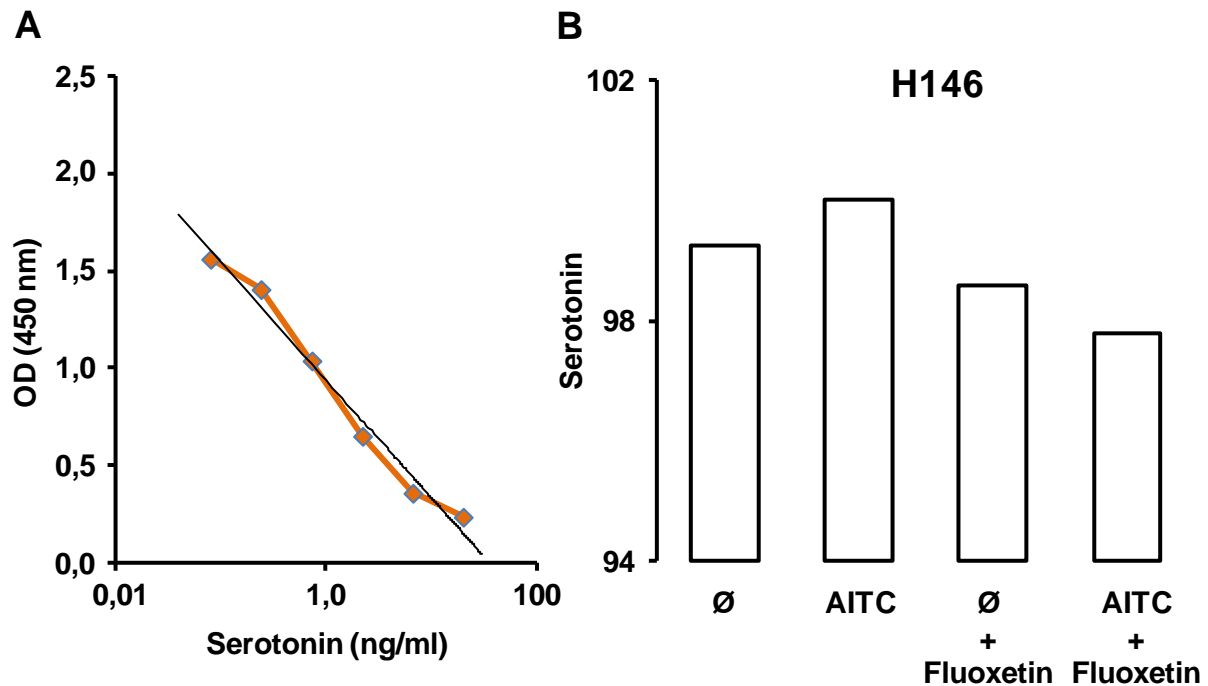 A
2,5
2,0
1,5
1,0
0,5
0,0
OD (450 nm)
0,01 1,0 100
Serotonin (ng/ml)
B
H146
102
98
94
Serotonin
Ø AITC Ø AITC
+ +
Fluoxetin Fluoxetin